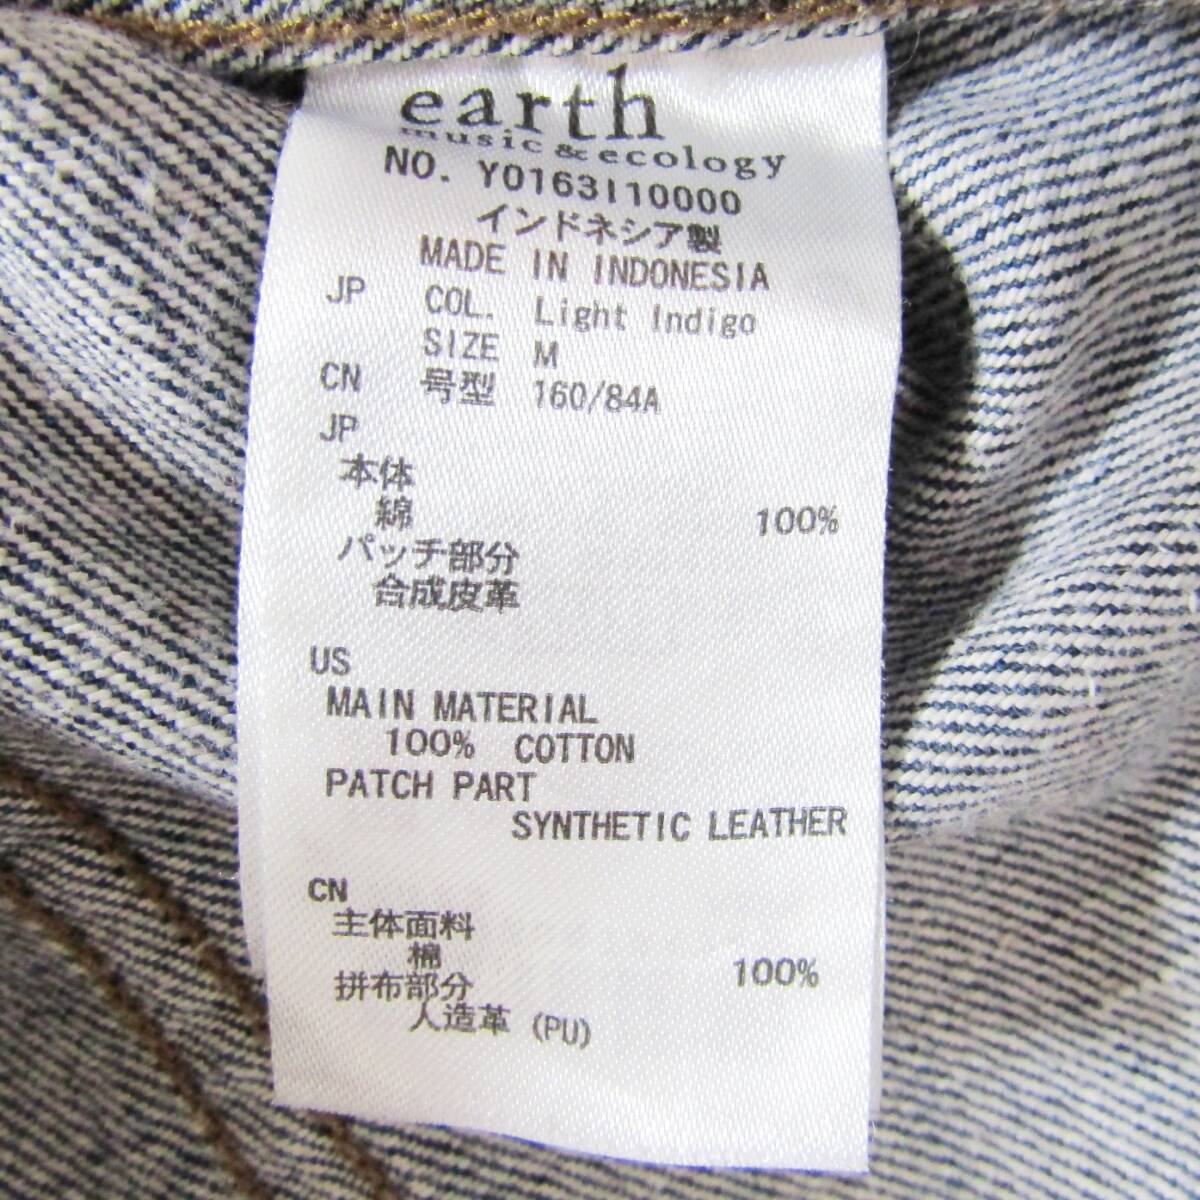 earth
music & ecology
NO. Y0163I10000
インドネシア製
MADE IN INDONESIA
JP COL. Light Indigo
SIZE M
CN 号型 160/84A
JP
本体
綿 100%
パッチ部分
合成皮革
US
MAIN MATERIAL
100% COTTON
PATCH PART
SYNTHETIC LEATHER
CN
主体面料
棉 100%
拼布部分
人造革 (PU)